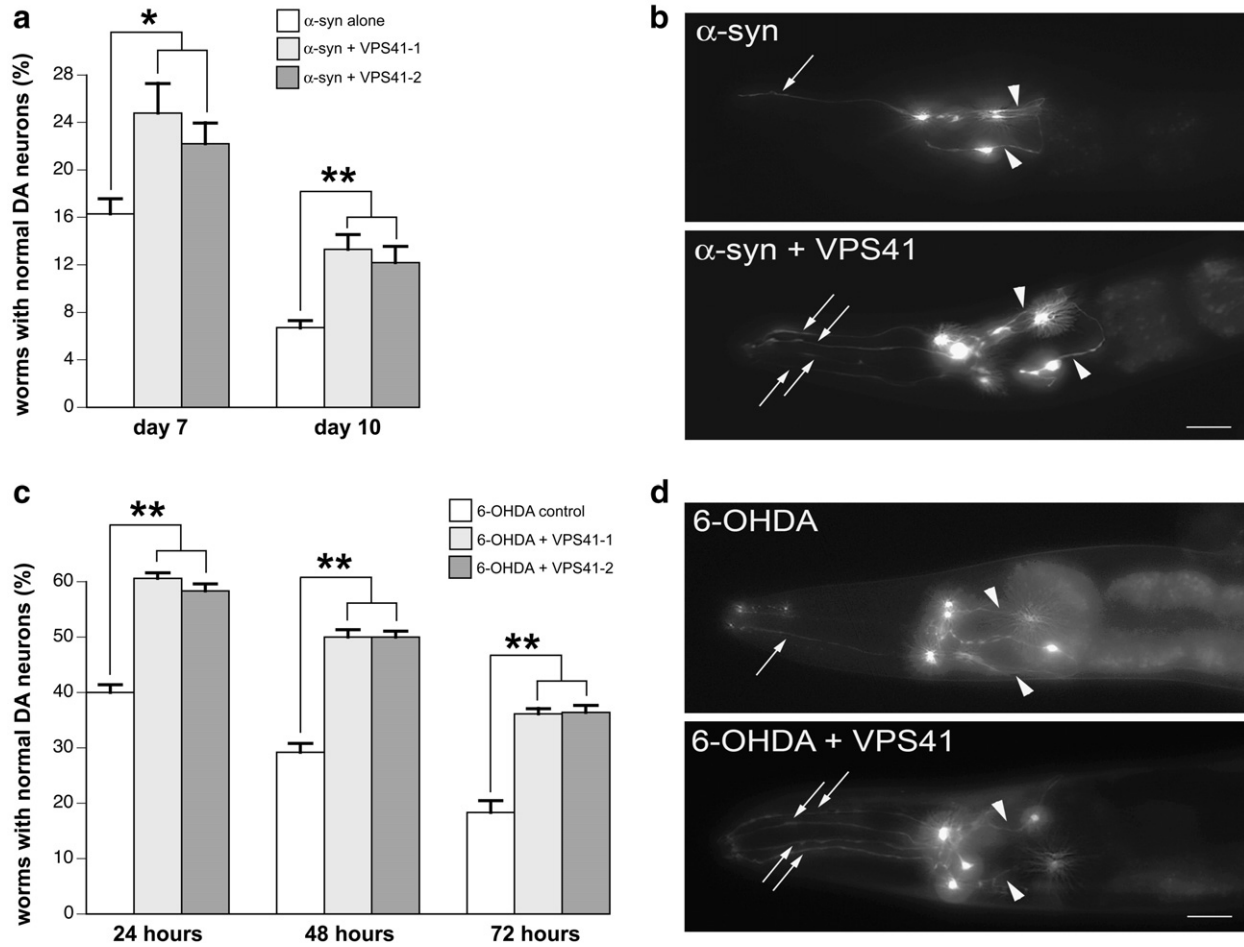 a
α-syn alone
α-syn + VPS41-1
α-syn + VPS41-2
*
**
worms with normal DA neurons (%)
28
24
20
16
12
8
4
0
day 7 day 10
b
α-syn
α-syn + VPS41
c
6-OHDA control
6-OHDA + VPS41-1
6-OHDA + VPS41-2
**
**
**
worms with normal DA neurons (%)
60
50
40
30
20
10
0
24 hours 48 hours 72 hours
d
6-OHDA
6-OHDA + VPS41